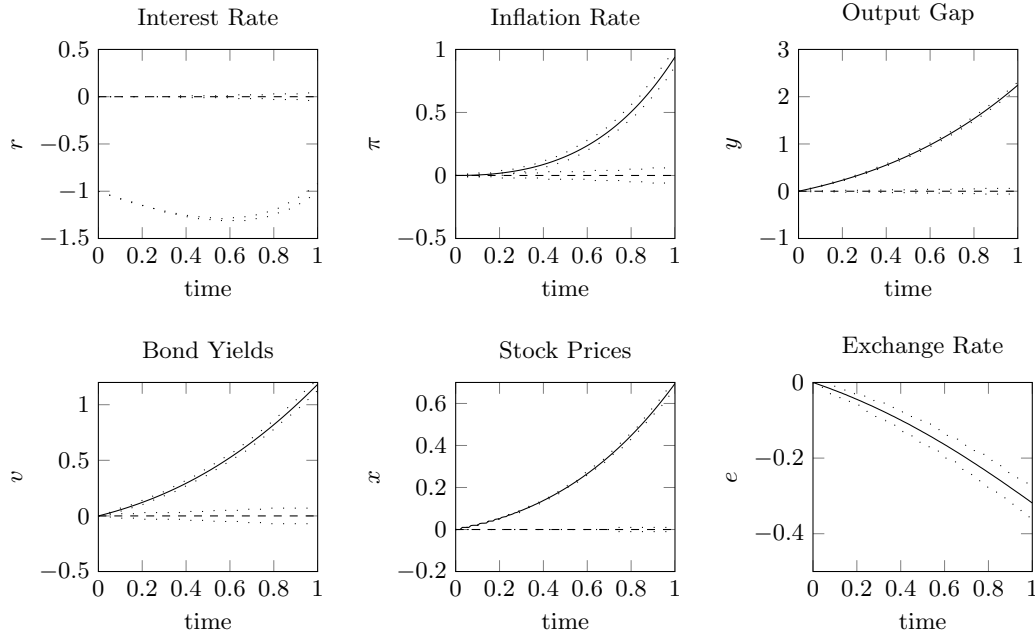 Interest Rate
0.5
0
−0.5
−1
−1.5
r
0 0.2 0.4 0.6 0.8 1
time
Inflation Rate
1
0.5
0
−0.5
π
0 0.2 0.4 0.6 0.8 1
time
Output Gap
3
2
1
0
−1
y
0 0.2 0.4 0.6 0.8 1
time
Bond Yields
1
0.5
0
−0.5
v
0 0.2 0.4 0.6 0.8 1
time
Stock Prices
0.6
0.4
0.2
0
−0.2
x
0 0.2 0.4 0.6 0.8 1
time
Exchange Rate
0
−0.2
−0.4
e
0 0.2 0.4 0.6 0.8 1
time